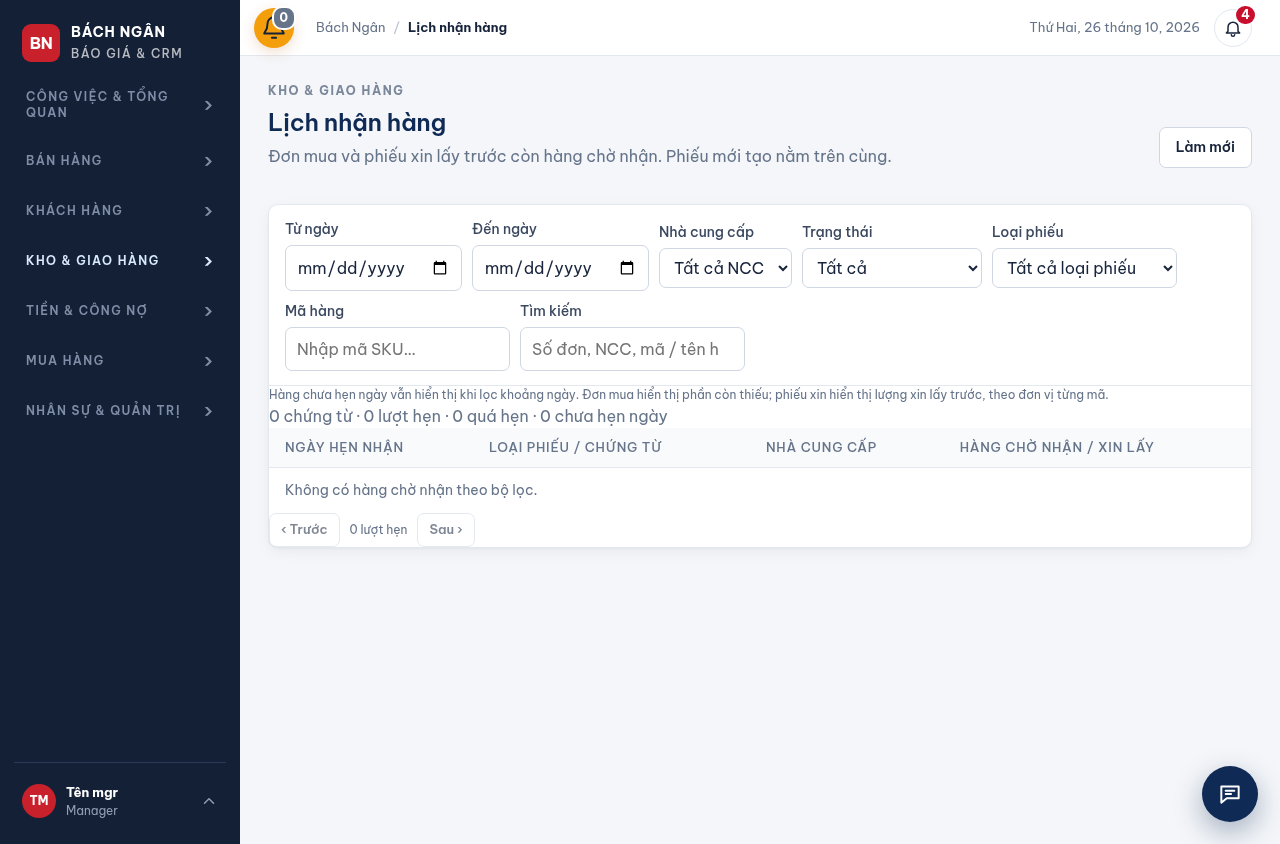 BN
BÁCH NGÂN
BÁO GIÁ & CRM
CÔNG VIỆC & TỔNG QUAN
BÁN HÀNG
KHÁCH HÀNG
KHO & GIAO HÀNG
TIỀN & CÔNG NỢ
MUA HÀNG
NHÂN SỰ & QUẢN TRỊ
TM
Tên mgr
Manager
0
Bách Ngân / Lịch nhận hàng
Thứ Hai, 26 tháng 10, 2026
4
KHO & GIAO HÀNG
Lịch nhận hàng
Đơn mua và phiếu xin lấy trước còn hàng chờ nhận. Phiếu mới tạo nằm trên cùng.
Làm mới
Từ ngày
mm/dd/yyyy
Đến ngày
mm/dd/yyyy
Nhà cung cấp
Tất cả NCC
Trạng thái
Tất cả
Loại phiếu
Tất cả loại phiếu
Mã hàng
Nhập mã SKU...
Tìm kiếm
Số đơn, NCC, mã / tên h
Hàng chưa hẹn ngày vẫn hiển thị khi lọc khoảng ngày. Đơn mua hiển thị phần còn thiếu; phiếu xin hiển thị lượng xin lấy trước, theo đơn vị từng mã.
0 chứng từ · 0 lượt hẹn · 0 quá hẹn · 0 chưa hẹn ngày
NGÀY HẸN NHẬN LOẠI PHIẾU / CHỨNG TỪ NHÀ CUNG CẤP HÀNG CHỜ NHẬN / XIN LẤY
Không có hàng chờ nhận theo bộ lọc.
‹ Trước 0 lượt hẹn Sau ›